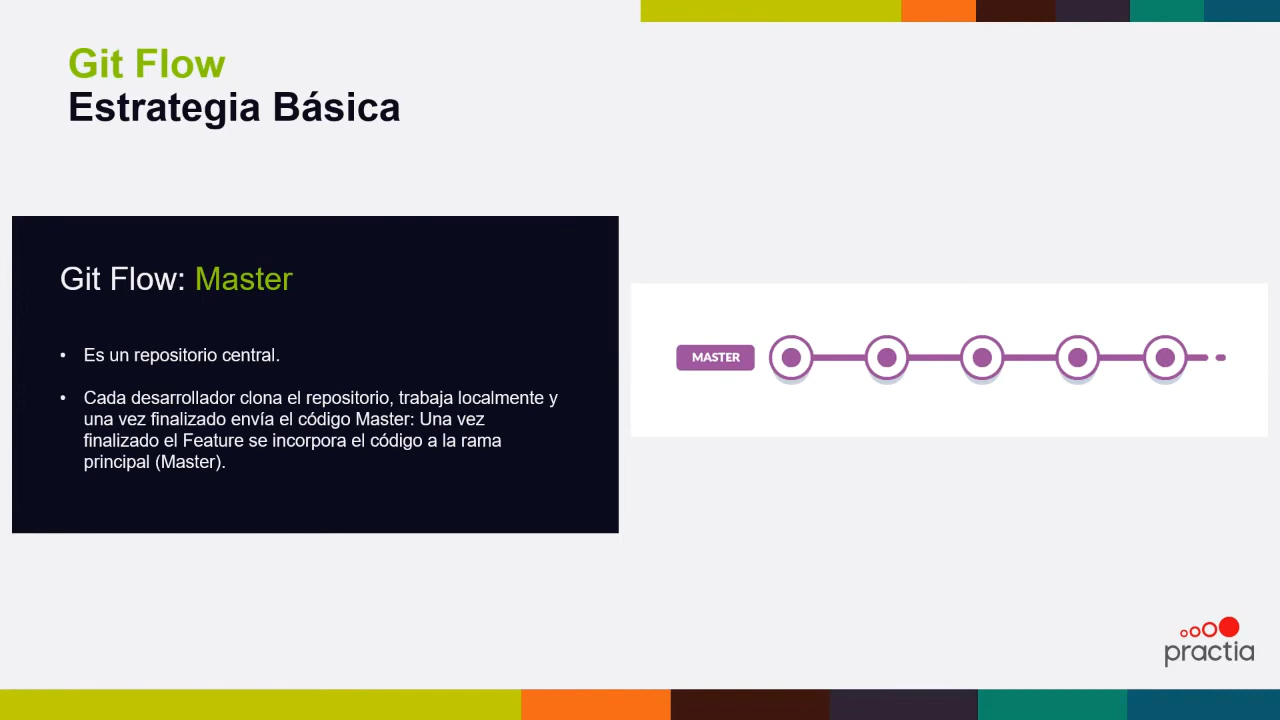 Git Flow
Estrategia Básica
Git Flow: Master
• Es un repositorio central.
• Cada desarrollador clona el repositorio, trabaja localmente y
una vez finalizado envía el código Master: Una vez
finalizado el Feature se incorpora el código a la rama
principal (Master).
MASTER
practia